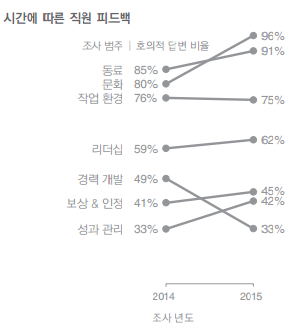 시간에 따른 직원 피드백
조사 범주 | 호의적 답변 비율
96%
91%
동료 85%
문화 80%
작업 환경 76%
75%
62%
리더십 59%
경력 개발 49%
45%
보상 & 인정 41%
42%
성과 관리 33%
33%
2014 2015
조사 년도